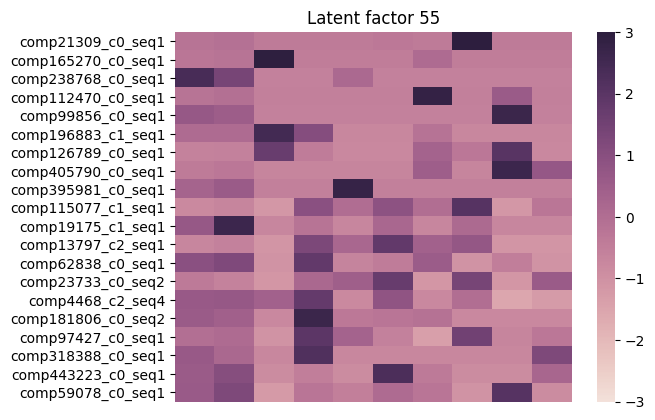 Latent factor 55
comp21309_c0_seq1
comp165270_c0_seq1
comp238768_c0_seq1
comp112470_c0_seq1
comp99856_c0_seq1
comp196883_c1_seq1
comp126789_c0_seq1
comp405790_c0_seq1
comp395981_c0_seq1
comp115077_c1_seq1
comp19175_c1_seq1
comp13797_c2_seq1
comp62838_c0_seq1
comp23733_c0_seq2
comp4468_c2_seq4
comp181806_c0_seq2
comp97427_c0_seq1
comp318388_c0_seq1
comp443223_c0_seq1
comp59078_c0_seq1
3
2
1
0
−1
−2
−3